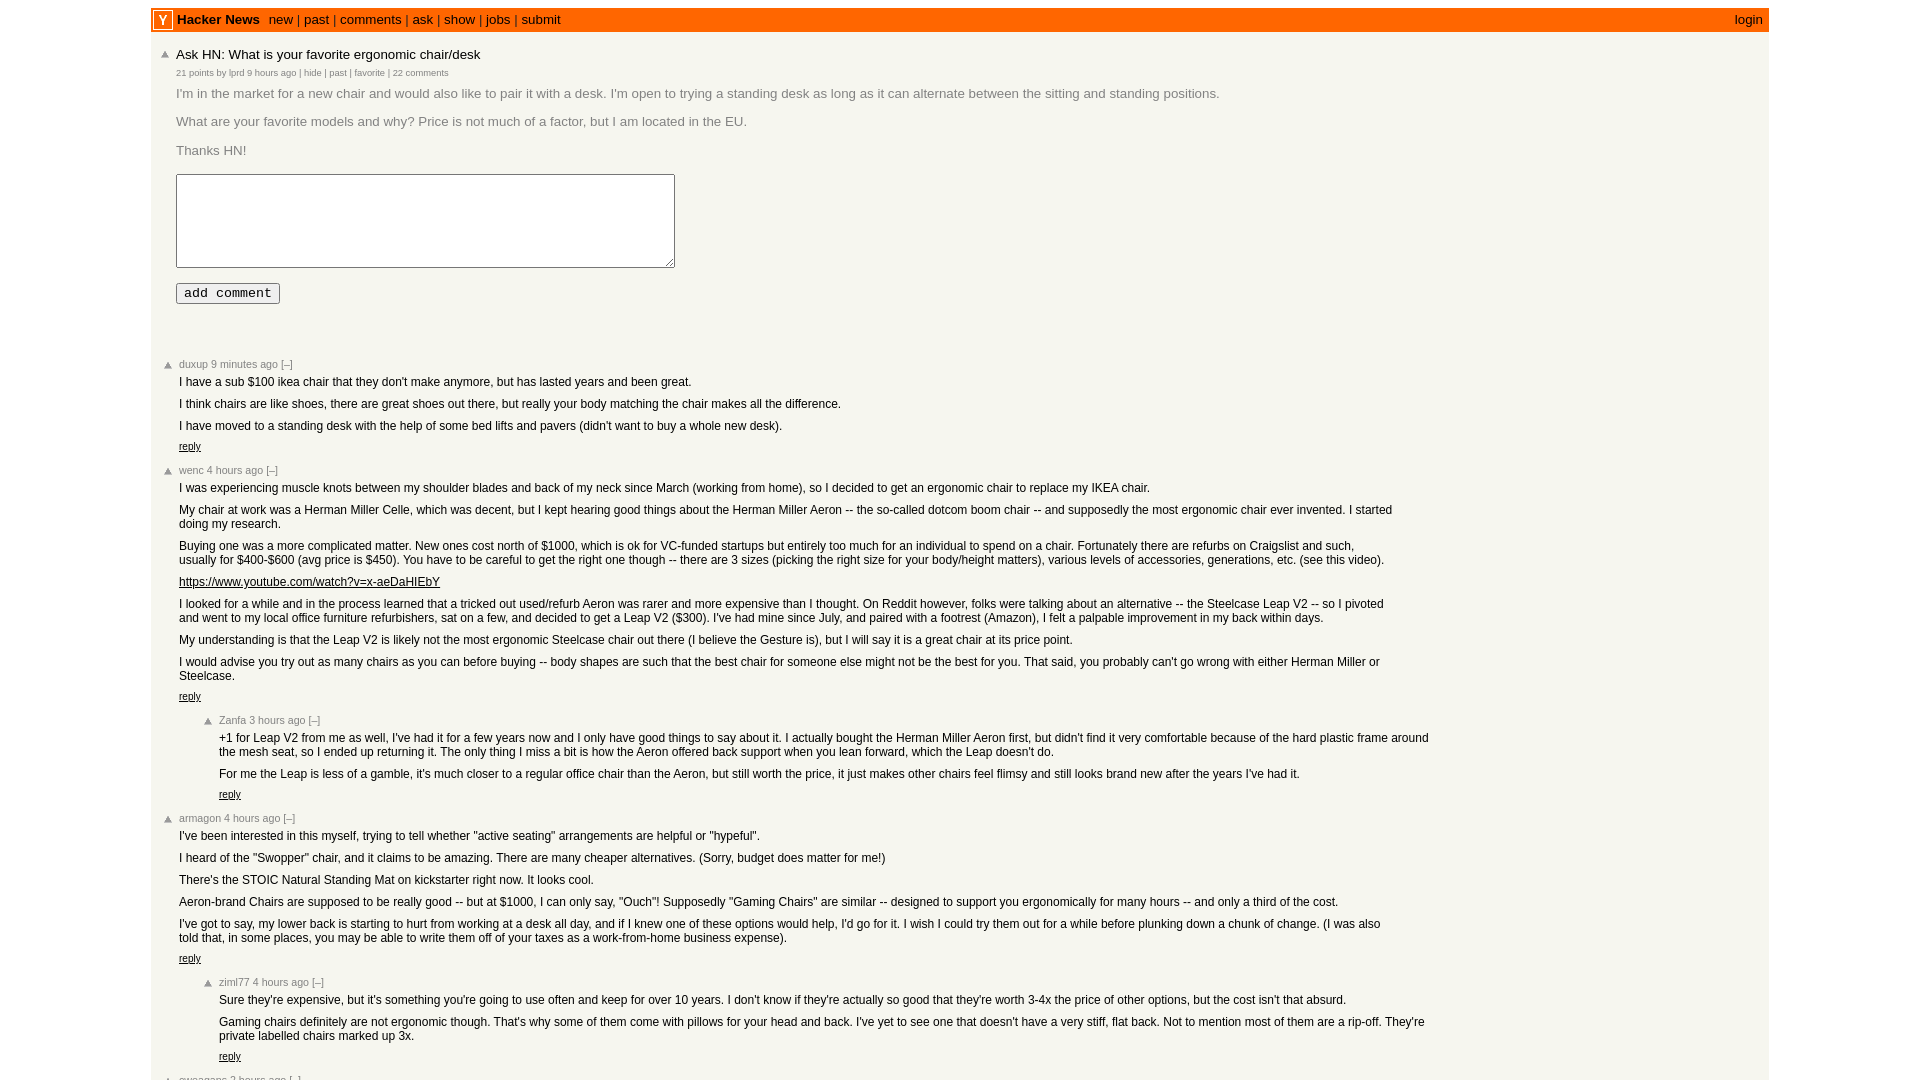 Y Hacker News new | past | comments | ask | show | jobs | submit login
Ask HN: What is your favorite ergonomic chair/desk
21 points by lprd 9 hours ago | hide | past | favorite | 22 comments
I'm in the market for a new chair and would also like to pair it with a desk. I'm open to trying a standing desk as long as it can alternate between the sitting and standing positions.
What are your favorite models and why? Price is not much of a factor, but I am located in the EU.
Thanks HN!
add comment
duxup 9 minutes ago [–]
I have a sub $100 ikea chair that they don't make anymore, but has lasted years and been great.
I think chairs are like shoes, there are great shoes out there, but really your body matching the chair makes all the difference.
I have moved to a standing desk with the help of some bed lifts and pavers (didn't want to buy a whole new desk).
reply
wenc 4 hours ago [–]
I was experiencing muscle knots between my shoulder blades and back of my neck since March (working from home), so I decided to get an ergonomic chair to replace my IKEA chair.
My chair at work was a Herman Miller Celle, which was decent, but I kept hearing good things about the Herman Miller Aeron -- the so-called dotcom boom chair -- and supposedly the most ergonomic chair ever invented. I started
doing my research.
Buying one was a more complicated matter. New ones cost north of $1000, which is ok for VC-funded startups but entirely too much for an individual to spend on a chair. Fortunately there are refurbs on Craigslist and such,
usually for $400-$600 (avg price is $450). You have to be careful to get the right one though -- there are 3 sizes (picking the right size for your body/height matters), various levels of accessories, generations, etc. (see this video).
https://www.youtube.com/watch?v=x-aeDaHIEbY
I looked for a while and in the process learned that a tricked out used/refurb Aeron was rarer and more expensive than I thought. On Reddit however, folks were talking about an alternative -- the Steelcase Leap V2 -- so I pivoted
and went to my local office furniture refurbishers, sat on a few, and decided to get a Leap V2 ($300). I've had mine since July, and paired with a footrest (Amazon), I felt a palpable improvement in my back within days.
My understanding is that the Leap V2 is likely not the most ergonomic Steelcase chair out there (I believe the Gesture is), but I will say it is a great chair at its price point.
I would advise you try out as many chairs as you can before buying -- body shapes are such that the best chair for someone else might not be the best for you. That said, you probably can't go wrong with either Herman Miller or
Steelcase.
reply
Zanfa 3 hours ago [–]
+1 for Leap V2 from me as well, I've had it for a few years now and I only have good things to say about it. I actually bought the Herman Miller Aeron first, but didn't find it very comfortable because of the hard plastic frame around
the mesh seat, so I ended up returning it. The only thing I miss a bit is how the Aeron offered back support when you lean forward, which the Leap doesn't do.
For me the Leap is less of a gamble, it's much closer to a regular office chair than the Aeron, but still worth the price, it just makes other chairs feel flimsy and still looks brand new after the years I've had it.
reply
armagon 4 hours ago [–]
I've been interested in this myself, trying to tell whether "active seating" arrangements are helpful or "hypeful".
I heard of the "Swopper" chair, and it claims to be amazing. There are many cheaper alternatives. (Sorry, budget does matter for me!)
There's the STOIC Natural Standing Mat on kickstarter right now. It looks cool.
Aeron-brand Chairs are supposed to be really good -- but at $1000, I can only say, "Ouch"! Supposedly "Gaming Chairs" are similar -- designed to support you ergonomically for many hours -- and only a third of the cost.
I've got to say, my lower back is starting to hurt from working at a desk all day, and if I knew one of these options would help, I'd go for it. I wish I could try them out for a while before plunking down a chunk of change. (I was also
told that, in some places, you may be able to write them off of your taxes as a work-from-home business expense).
reply
ziml77 4 hours ago [–]
Sure they're expensive, but it's something you're going to use often and keep for over 10 years. I don't know if they're actually so good that they're worth 3-4x the price of other options, but the cost isn't that absurd.
Gaming chairs definitely are not ergonomic though. That's why some of them come with pillows for your head and back. I've yet to see one that doesn't have a very stiff, flat back. Not to mention most of them are a rip-off. They're
private labelled chairs marked up 3x.
reply